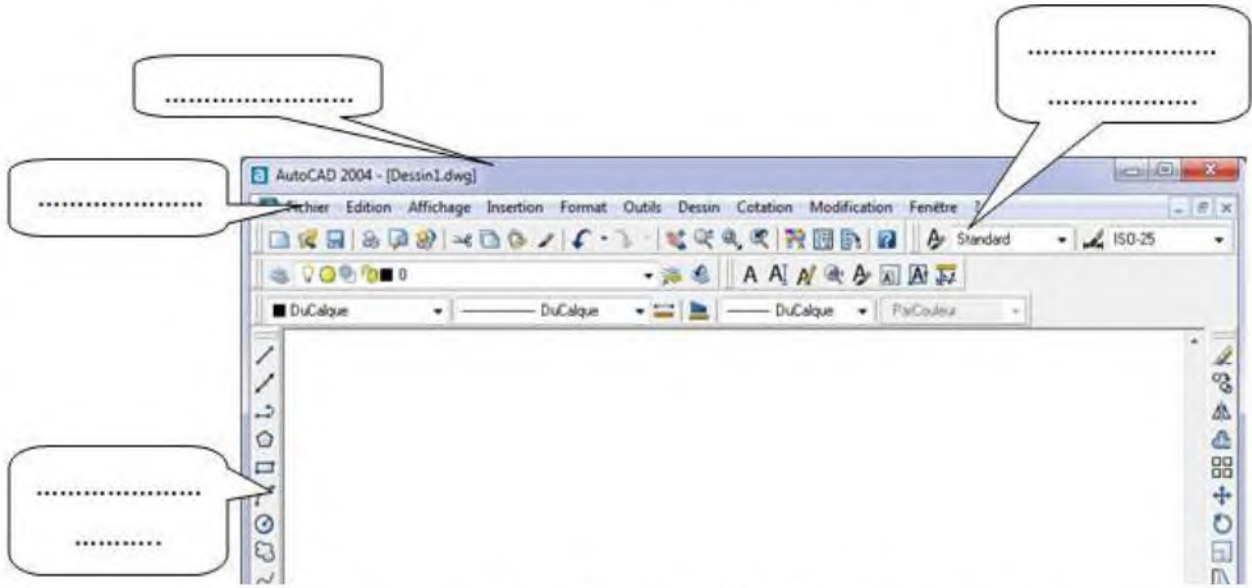 ........................
........................
...................
AutoCAD 2004 - [Dessin1.dwg]
.....................
Fichier Edition Affichage Insertion Format Outils Dessin Cotation Modification Fenêtre ?
Standard ISO-25
0 A AI A A A A
DuCalque DuCalque DuCalque ParCouleur
.....................
...........